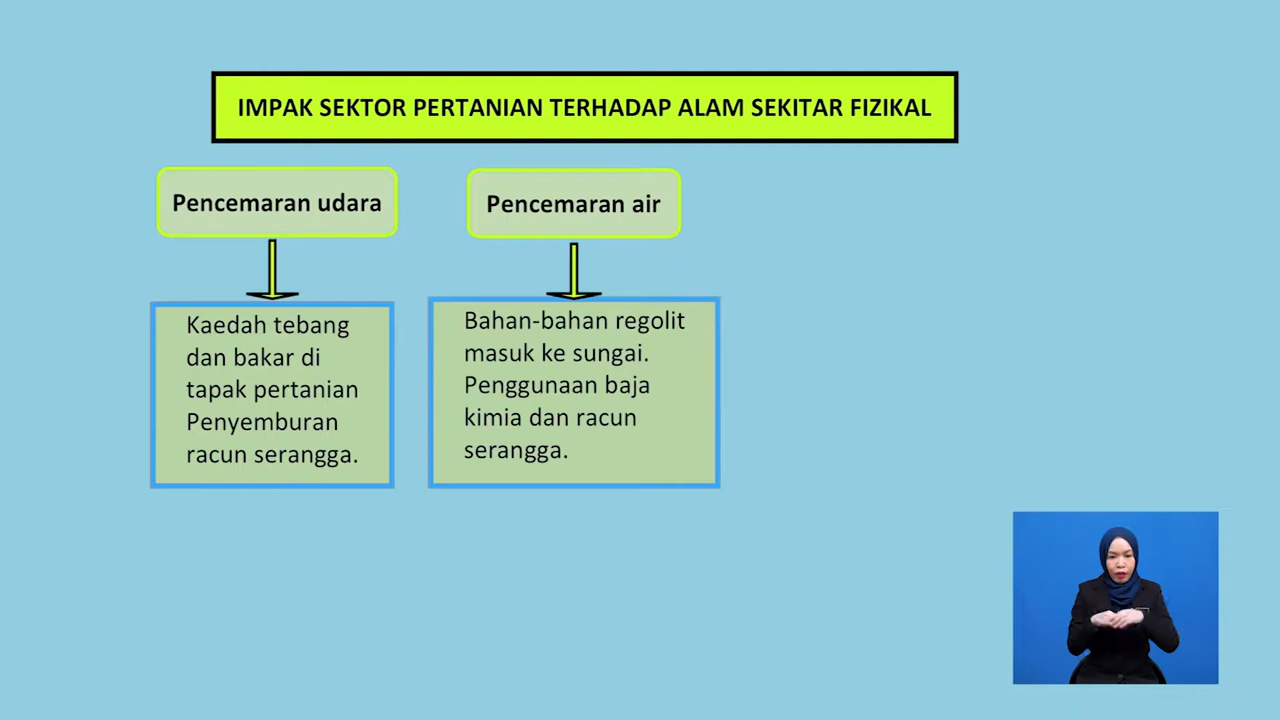 IMPAK SEKTOR PERTANIAN TERHADAP ALAM SEKITAR FIZIKAL
Pencemaran udara
Kaedah tebang
dan bakar di
tapak pertanian
Penyemburan
racun serangga.
Pencemaran air
Bahan-bahan regolit
masuk ke sungai.
Penggunaan baja
kimia dan racun
serangga.